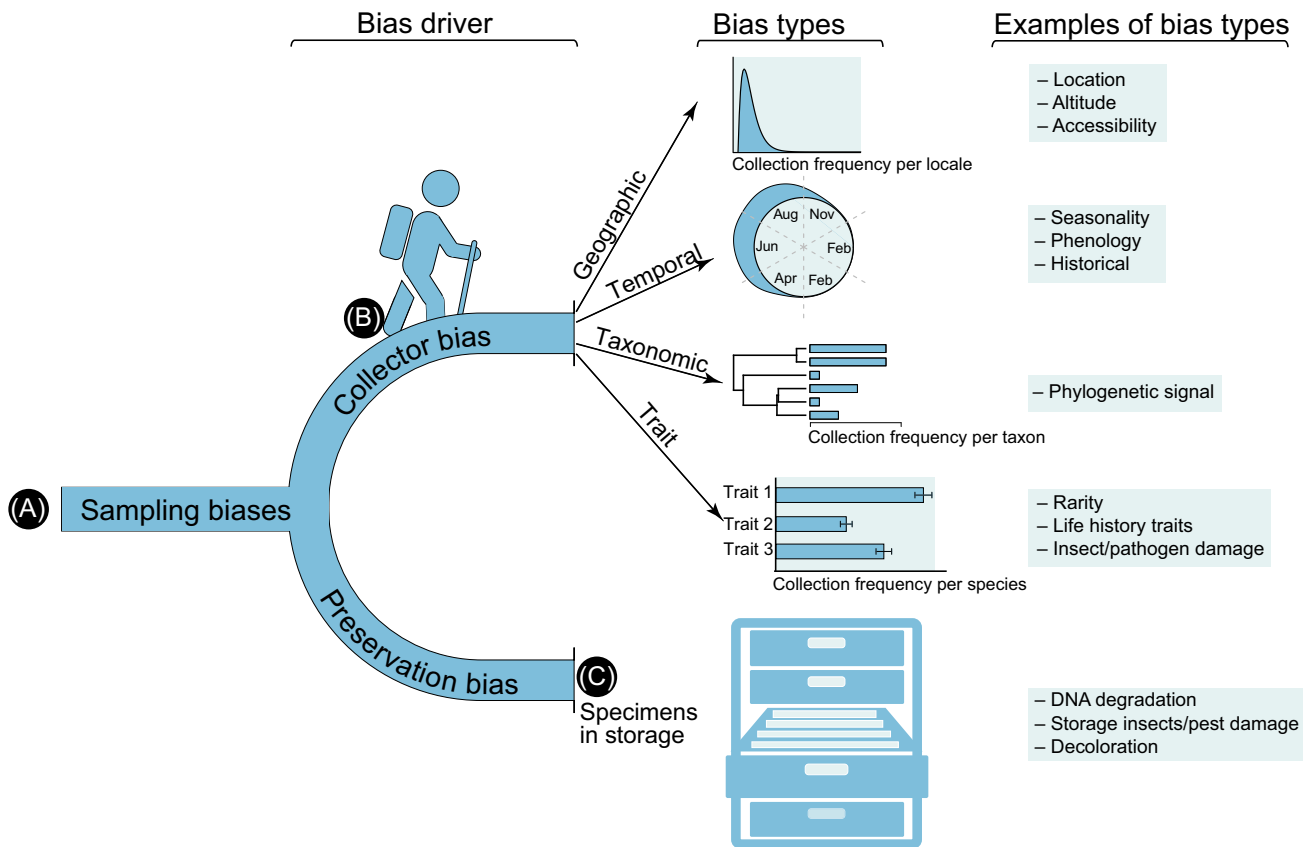 Bias driver
Bias types
Examples of bias types
Geographic
Collection frequency per locale
– Location
– Altitude
– Accessibility
Temporal
Aug
Nov
Jun
Feb
Apr
Feb
– Seasonality
– Phenology
– Historical
(B)
Collector bias
Taxonomic
Collection frequency per taxon
– Phylogenetic signal
Trait
Trait 1
Trait 2
Trait 3
Collection frequency per species
– Rarity
– Life history traits
– Insect/pathogen damage
(A)
Sampling biases
Preservation bias
(C)
Specimens
in storage
– DNA degradation
– Storage insects/pest damage
– Decoloration